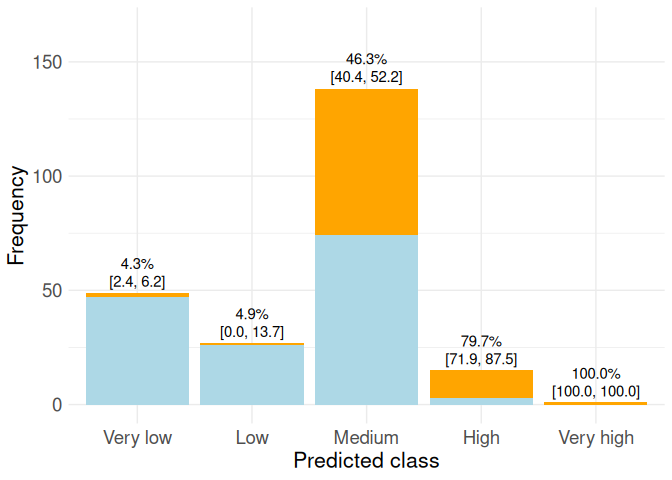 46.3%
[40.4, 52.2]
4.3%
[2.4, 6.2]
4.9%
[0.0, 13.7]
79.7%
[71.9, 87.5]
100.0%
[100.0, 100.0]
150
100
50
0
Frequency
Very low
Low
Medium
High
Very high
Predicted class